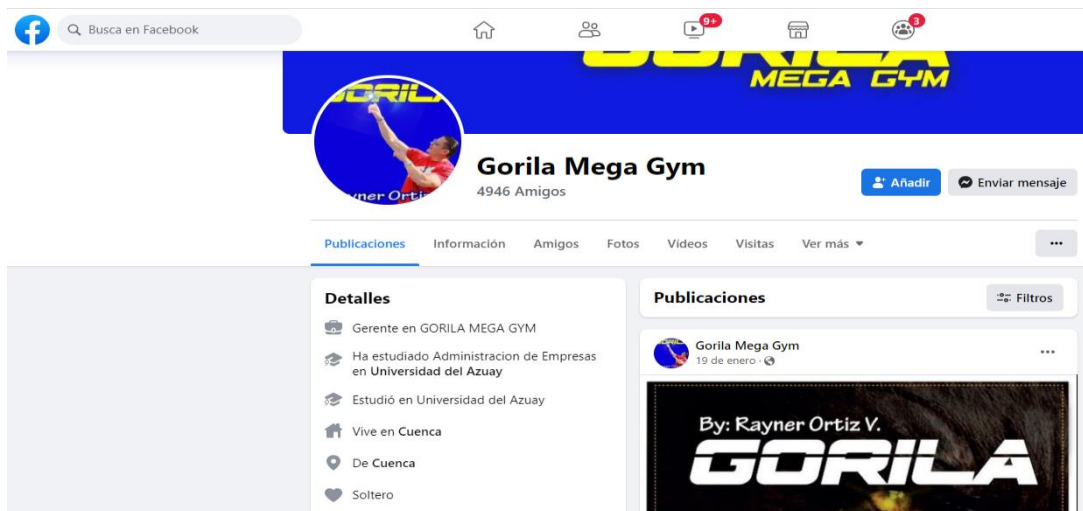 Busca en Facebook
9+
3
GORILA
MEGA GYM
GORIL
yner Orti
Gorila Mega Gym
4946 Amigos
Añadir
Enviar mensaje
Publicaciones
Información
Amigos
Fotos
Vídeos
Visitas
Ver más
Detalles
Gerente en GORILA MEGA GYM
Ha estudiado Administracion de Empresas
en Universidad del Azuay
Estudió en Universidad del Azuay
Vive en Cuenca
De Cuenca
Soltero
Publicaciones
Filtros
Gorila Mega Gym
19 de enero ·
By: Rayner Ortiz V.
GORILA